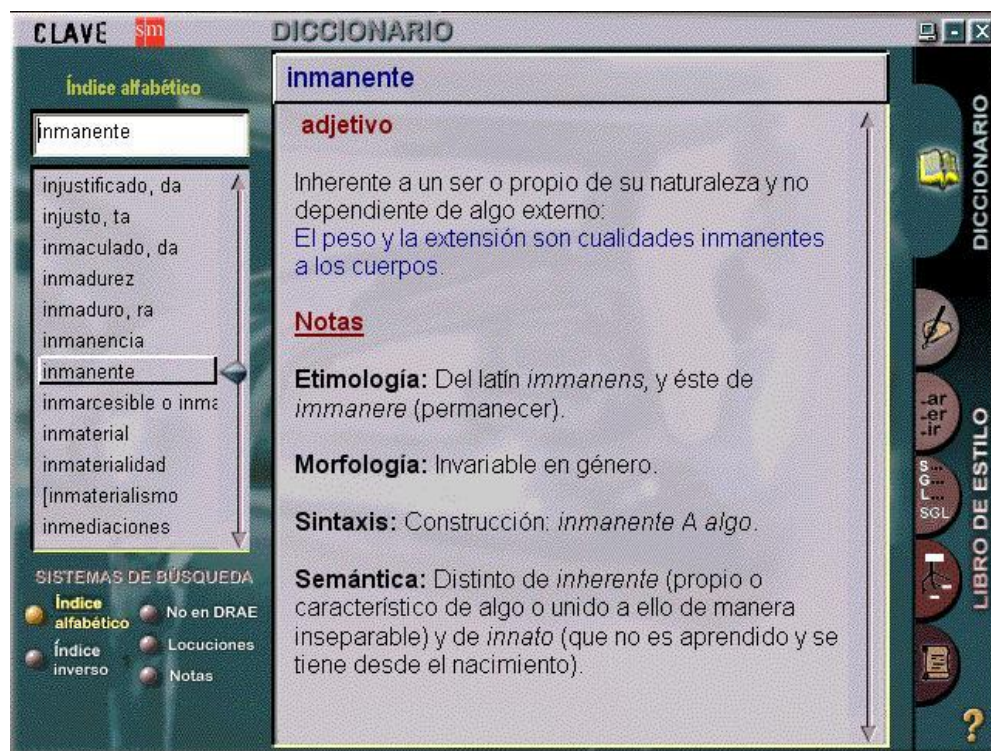 CLAVE sm DICCIONARIO
Índice alfabético
inmanente
injustificado, da
injusto, ta
inmaculado, da
inmadurez
inmaduro, ra
inmanencia
inmanente
inmarcesible o inma
inmaterial
inmaterialidad
[inmaterialismo
inmediaciones
SISTEMAS DE BÚSQUEDA
Índice
alfabético
No en DRAE
Índice
inverso
Locuciones
Notas
inmanente
adjetivo
Inherente a un ser o propio de su naturaleza y no
dependiente de algo externo:
El peso y la extensión son cualidades inmanentes
a los cuerpos.
Notas
Etimología: Del latín immanens, y éste de
immanere (permanecer).
Morfología: Invariable en género.
Sintaxis: Construcción: inmanente A algo.
Semántica: Distinto de inherente (propio o
característico de algo o unido a ello de manera
inseparable) y de innato (que no es aprendido y se
tiene desde el nacimiento).
DICCIONARIO
LIBRO DE ESTILO
-ar
-er
-ir
S...
G...
L...
SGL
?